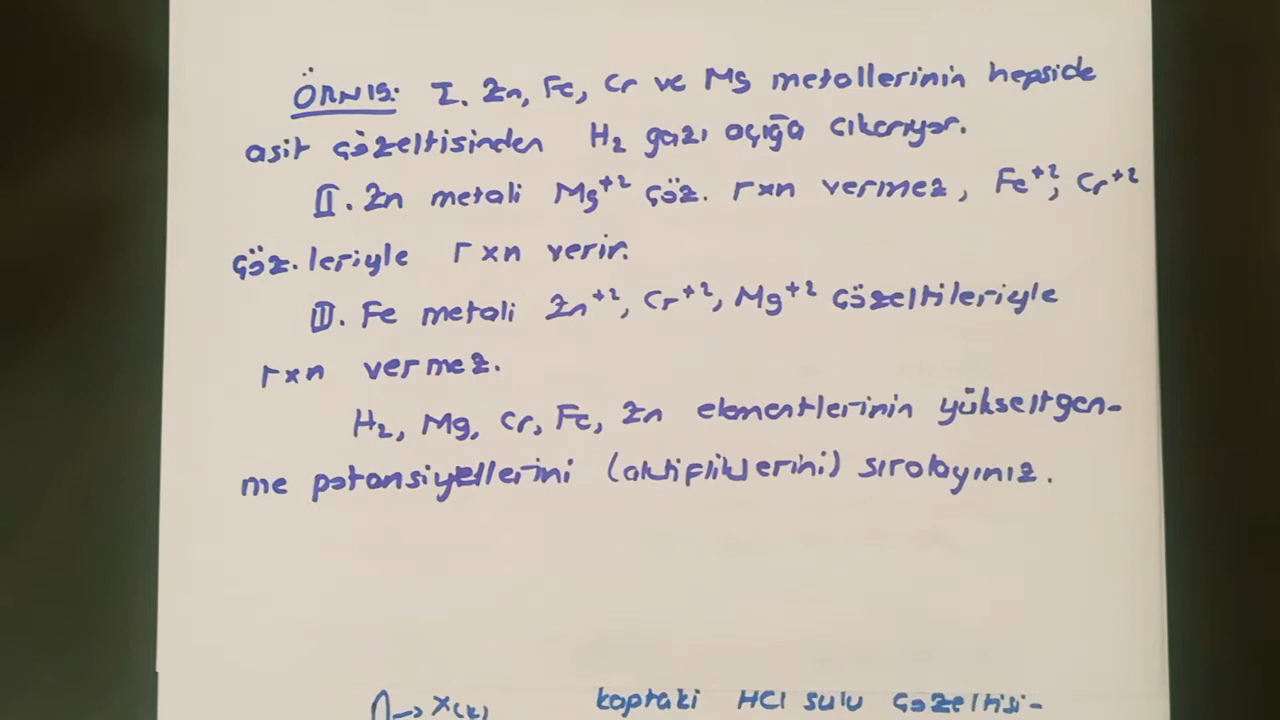 ÖRN15: I. Zn, Fe, Cr ve Mg metallerinin hepside
asit çözeltisinden H₂ gazı açığa çıkarıyor.
II. Zn metali Mg⁺² çöz. rxn vermez, Fe⁺², Cr⁺²
çöz.leriyle rxn verir.
III. Fe metali Zn⁺², Cr⁺², Mg⁺² çözeltileriyle
rxn vermez.
H₂, Mg, Cr, Fe, Zn elementlerinin yükseltgen-
me potansiyellerini (aktifliklerini) sıralayınız.
→ X(k) kaptaki HCl sulu çözeltisi-